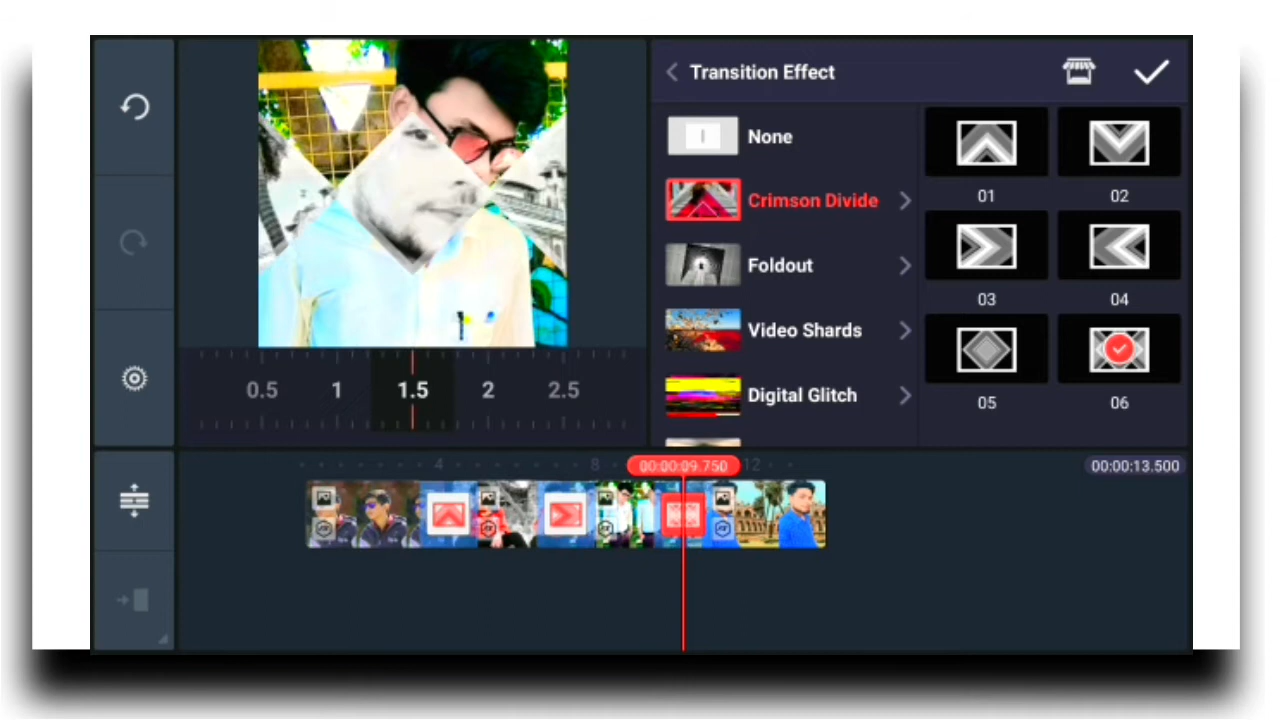 Transition Effect
None
Crimson Divide
Foldout
Video Shards
Digital Glitch
01
02
03
04
05
06
0.5 1 1.5 2 2.5
4 8 00:00:09.750 12 00:00:13.500